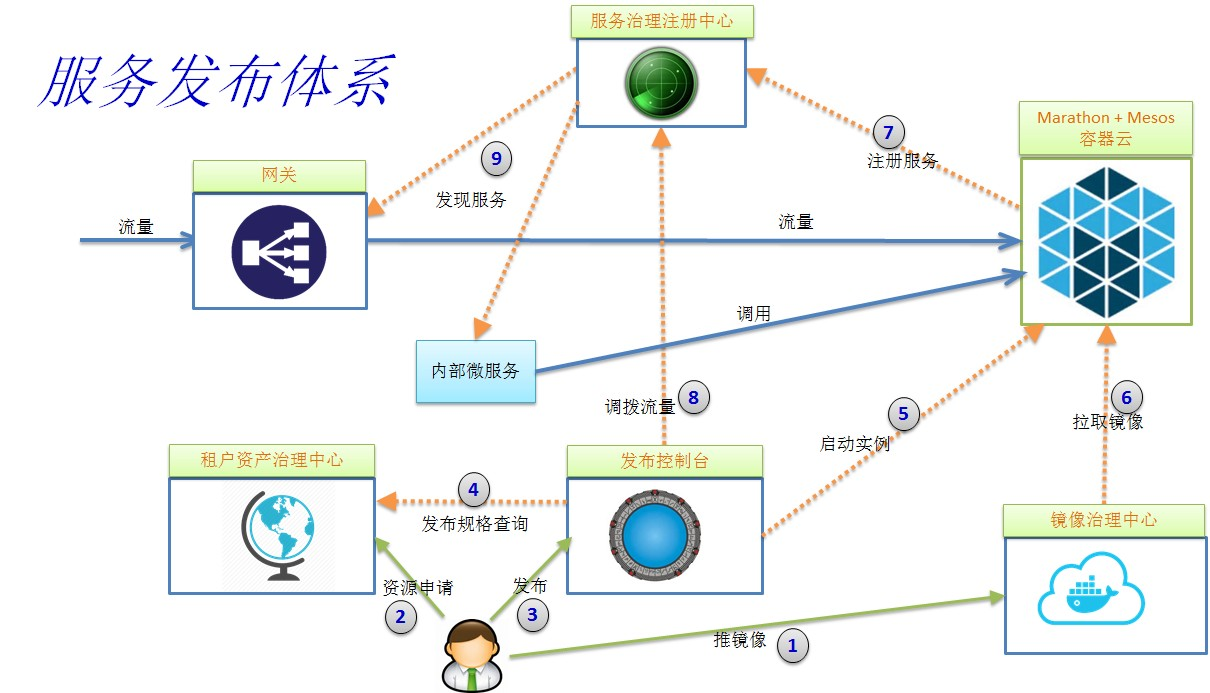 服务发布体系
服务治理注册中心
Marathon + Mesos
容器云
7
注册服务
9
发现服务
网关
流量
流量
调用
内部微服务
调拨流量
8
5
启动实例
6
拉取镜像
租户资产治理中心
4
发布规格查询
发布控制台
镜像治理中心
资源申请
2
发布
3
推镜像
1